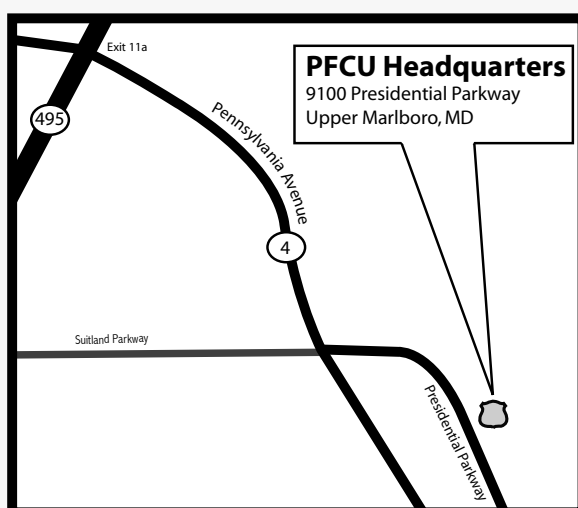 Exit 11a
PFCU Headquarters
9100 Presidential Parkway
Upper Marlboro, MD
495
Pennsylvania Avenue
4
Suitland Parkway
Presidential Parkway